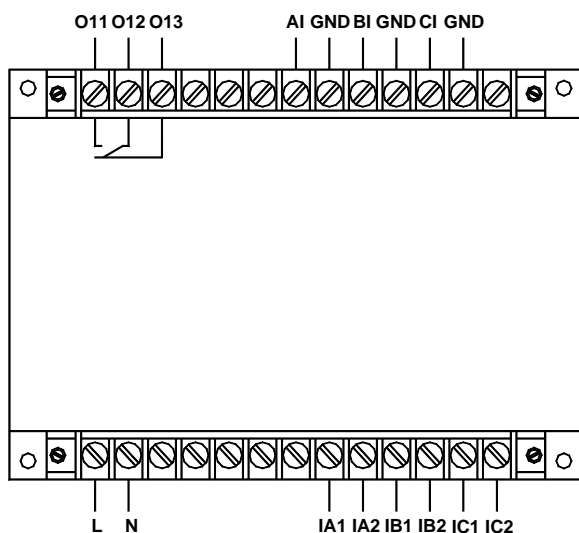 O11 O12 O13 AI GND BI GND CI GND
L N IA1 IA2 IB1 IB2 IC1 IC2